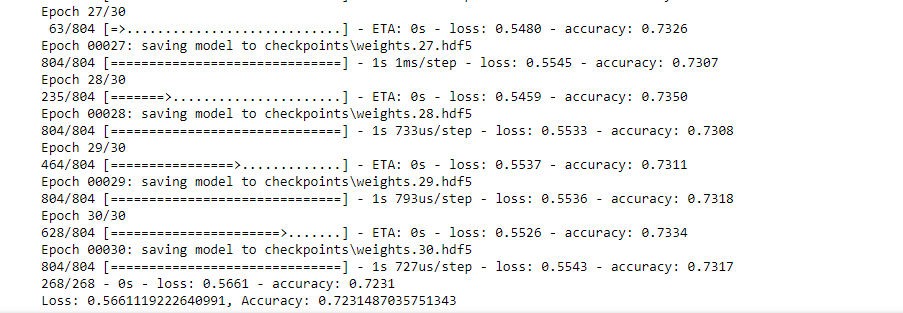 Epoch 27/30
63/804 [=>............................] - ETA: 0s - loss: 0.5480 - accuracy: 0.7326
Epoch 00027: saving model to checkpoints\weights.27.hdf5
804/804 [==============================] - 1s 1ms/step - loss: 0.5545 - accuracy: 0.7307
Epoch 28/30
235/804 [=======>......................] - ETA: 0s - loss: 0.5459 - accuracy: 0.7350
Epoch 00028: saving model to checkpoints\weights.28.hdf5
804/804 [==============================] - 1s 733us/step - loss: 0.5533 - accuracy: 0.7308
Epoch 29/30
464/804 [================>.............] - ETA: 0s - loss: 0.5537 - accuracy: 0.7311
Epoch 00029: saving model to checkpoints\weights.29.hdf5
804/804 [==============================] - 1s 793us/step - loss: 0.5536 - accuracy: 0.7318
Epoch 30/30
628/804 [======================>.......] - ETA: 0s - loss: 0.5526 - accuracy: 0.7334
Epoch 00030: saving model to checkpoints\weights.30.hdf5
804/804 [==============================] - 1s 727us/step - loss: 0.5543 - accuracy: 0.7317
268/268 - 0s - loss: 0.5661 - accuracy: 0.7231
Loss: 0.5661119222640991, Accuracy: 0.7231487035751343